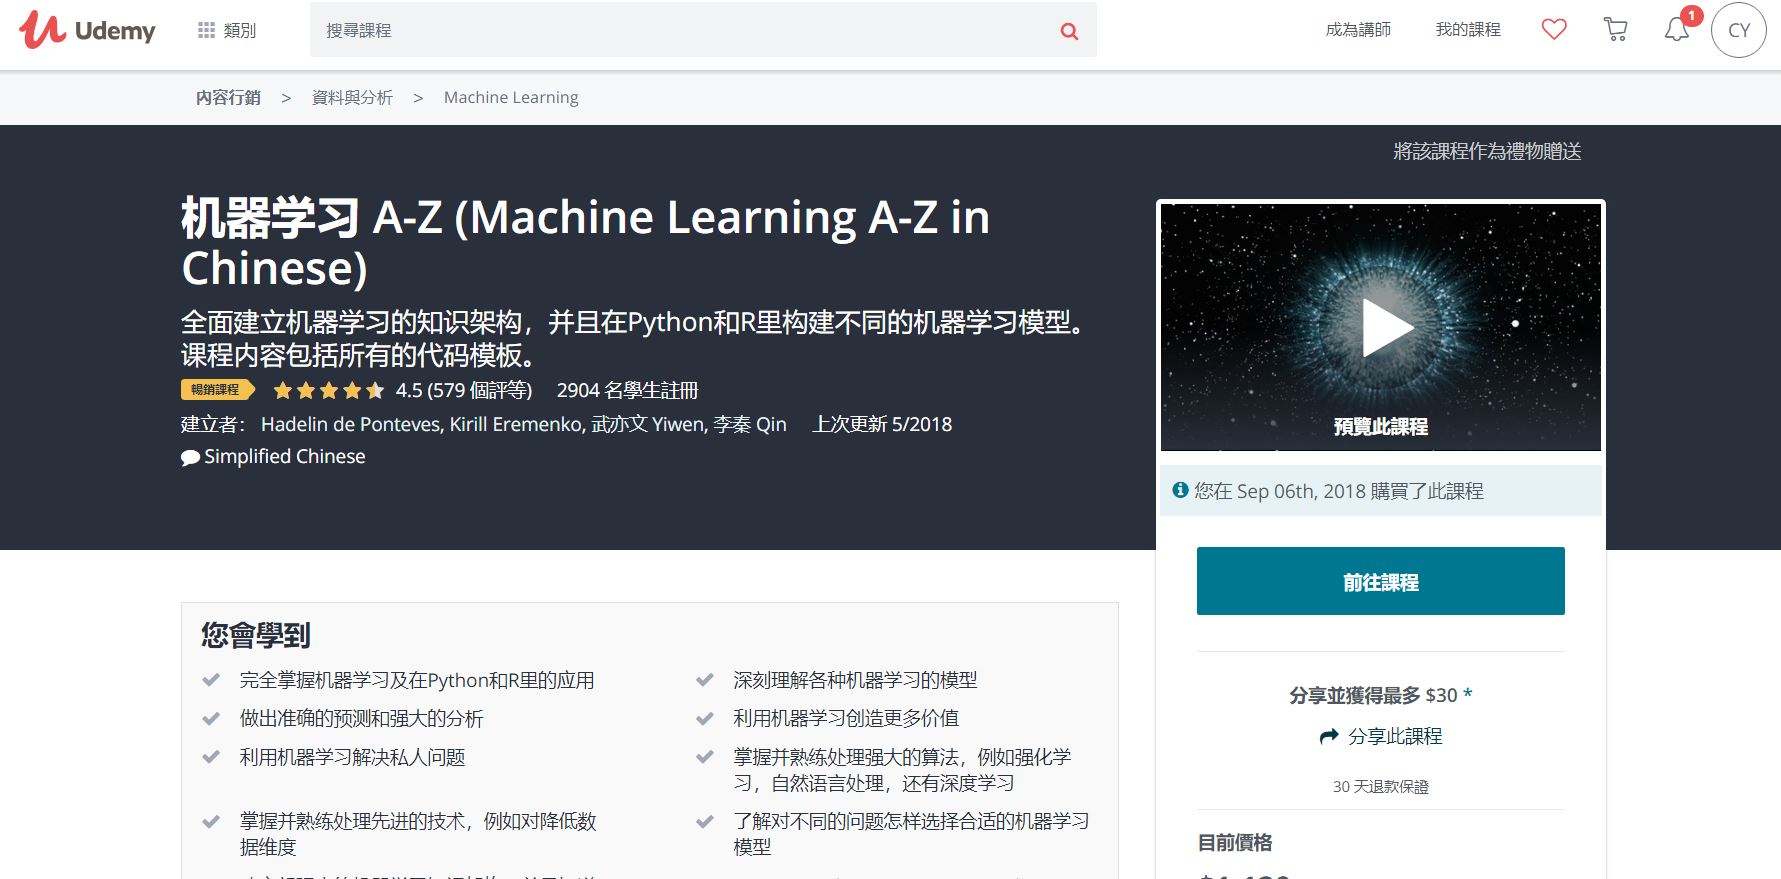 Udemy
類別
搜尋課程
成為講師
我的課程
1
CY
內容行銷 > 資料與分析 > Machine Learning
將該課程作為禮物贈送
机器学习 A-Z (Machine Learning A-Z in
Chinese)
全面建立机器学习的知识架构，并且在Python和R里构建不同的机器学习模型。
课程内容包括所有的代码模板。
暢銷課程 4.5 (579 個評等) 2904 名學生註冊
建立者： Hadelin de Ponteves, Kirill Eremenko, 武亦文 Yiwen, 李秦 Qin 上次更新 5/2018
Simplified Chinese
預覽此課程
您在 Sep 06th, 2018 購買了此課程
前往課程
分享並獲得最多 $30 *
分享此課程
30 天退款保證
目前價格
您會學到
完全掌握机器学习及在Python和R里的应用
深刻理解各种机器学习的模型
做出准确的预测和强大的分析
利用机器学习创造更多价值
利用机器学习解决私人问题
掌握并熟练处理强大的算法，例如强化学
习，自然语言处理，还有深度学习
掌握并熟练处理先进的技术，例如对降低数
据维度
了解对不同的问题怎样选择合适的机器学习
模型